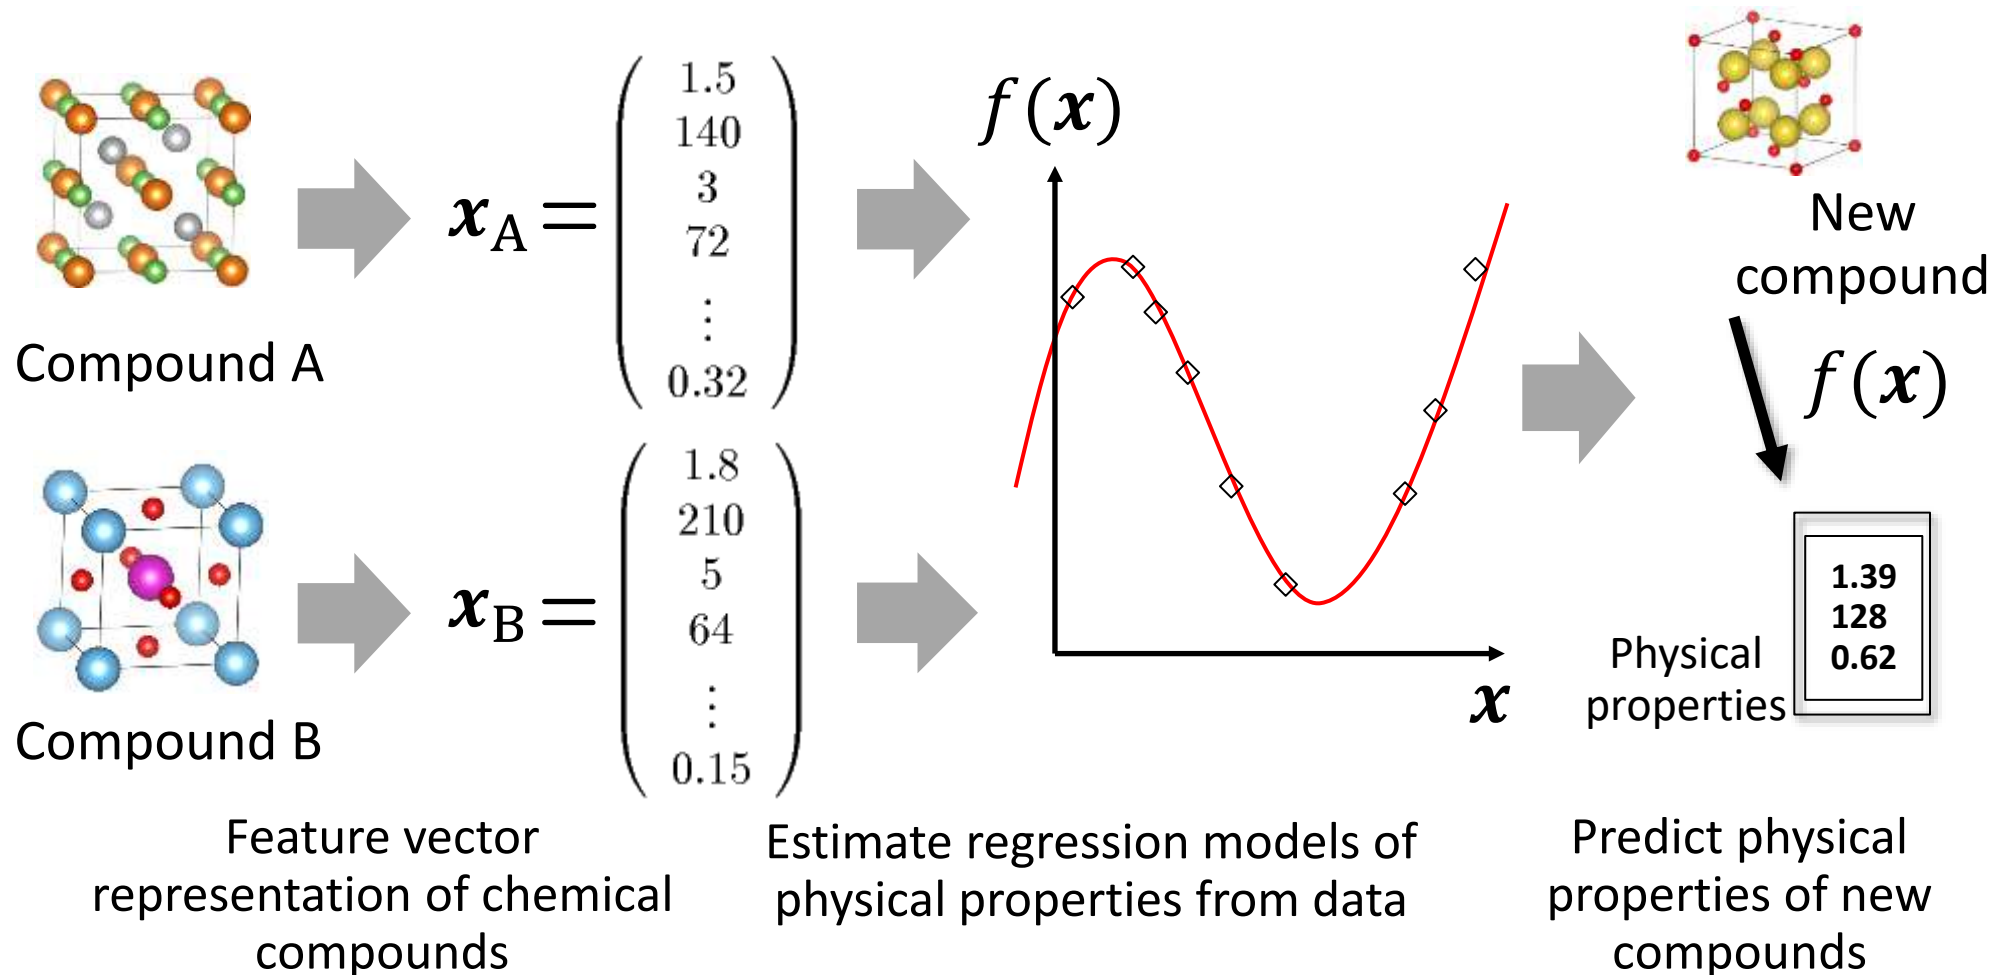 Compound A
𝒙A =
1.5
140
3
72
⋮
0.32
Compound B
𝒙B =
1.8
210
5
64
⋮
0.15
Feature vector
representation of chemical
compounds
f(𝒙)
𝒙
Estimate regression models of
physical properties from data
New
compound
f(𝒙)
Physical
properties
1.39
128
0.62
Predict physical
properties of new
compounds